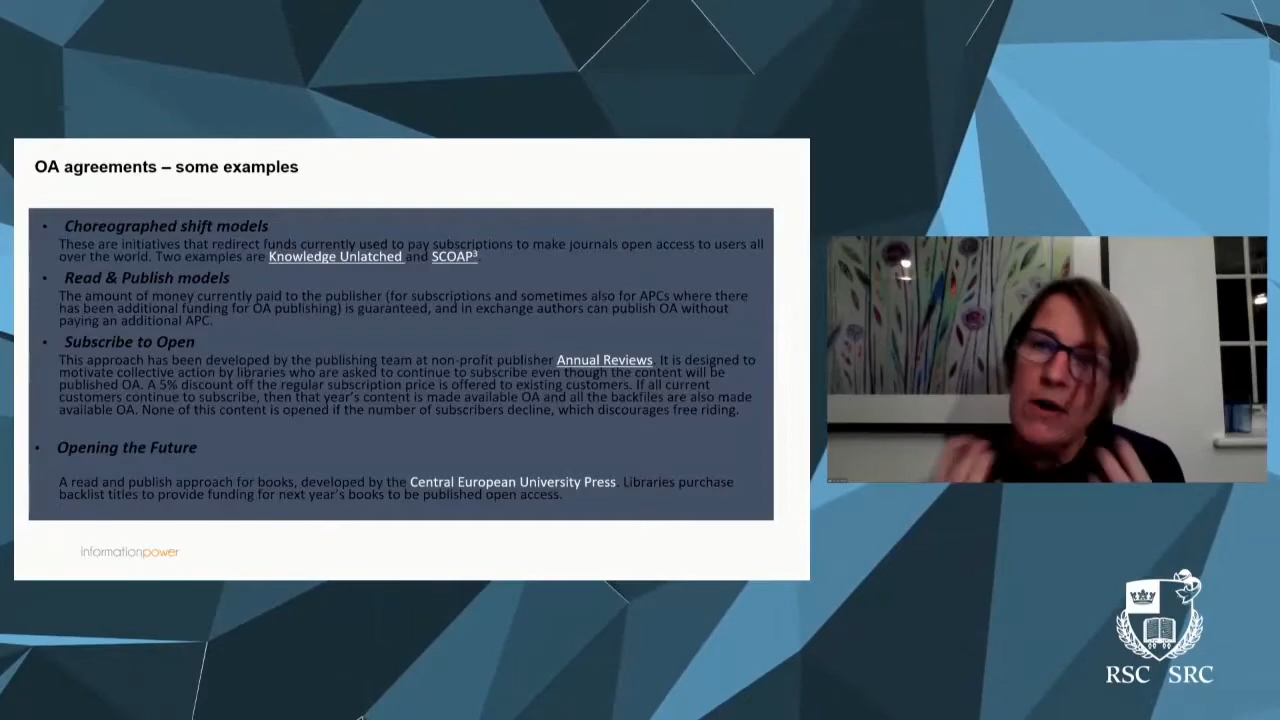 OA agreements – some examples
• Choreographed shift models
These are initiatives that redirect funds currently used to pay subscriptions to make journals open access to users all
over the world. Two examples are Knowledge Unlatched and SCOAP³.
• Read & Publish models
The amount of money currently paid to the publisher (for subscriptions and sometimes also for APCs where there
has been additional funding for OA publishing) is guaranteed, and in exchange authors can publish OA without
paying an additional APC.
• Subscribe to Open
This approach has been developed by the publishing team at non-profit publisher Annual Reviews. It is designed to
motivate collective action by libraries who are asked to continue to subscribe even though the content will be
published OA. A 5% discount off the regular subscription price is offered to existing customers. If all current
customers continue to subscribe, then that year's content is made available OA and all the backfiles are also made
available OA. None of this content is opened if the number of subscribers decline, which discourages free riding.
• Opening the Future
A read and publish approach for books, developed by the Central European University Press. Libraries purchase
backlist titles to provide funding for next year's books to be published open access.
informationpower
RSC SRC